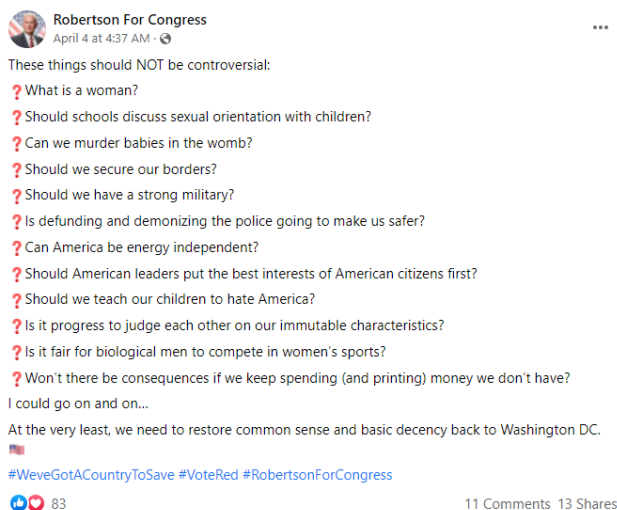 Robertson For Congress
April 4 at 4:37 AM ·
These things should NOT be controversial:
❓What is a woman?
❓Should schools discuss sexual orientation with children?
❓Can we murder babies in the womb?
❓Should we secure our borders?
❓Should we have a strong military?
❓Is defunding and demonizing the police going to make us safer?
❓Can America be energy independent?
❓Should American leaders put the best interests of American citizens first?
❓Should we teach our children to hate America?
❓Is it progress to judge each other on our immutable characteristics?
❓Is it fair for biological men to compete in women's sports?
❓Won't there be consequences if we keep spending (and printing) money we don't have?
I could go on and on...
At the very least, we need to restore common sense and basic decency back to Washington DC.
🇺🇸
#WeveGotACountryToSave #VoteRed #RobertsonForCongress
83 11 Comments 13 Shares